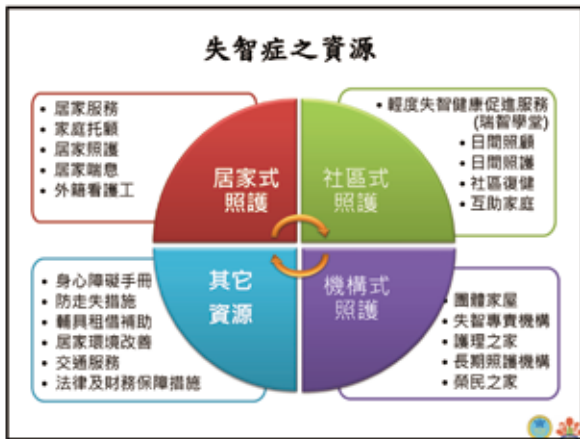 失智症之資源
• 居家服務
• 家庭托顧
• 居家照護
• 居家喘息
• 外籍看護工
居家式
照護
社區式
照護
• 輕度失智健康促進服務
(瑞智學堂)
• 日間照顧
• 日間照護
• 社區復健
• 互助家庭
• 身心障礙手冊
• 防走失措施
• 輔具租借補助
• 居家環境改善
• 交通服務
• 法律及財務保障措施
其它
資源
機構式
照護
• 團體家屋
• 失智專責機構
• 護理之家
• 長期照護機構
• 榮民之家